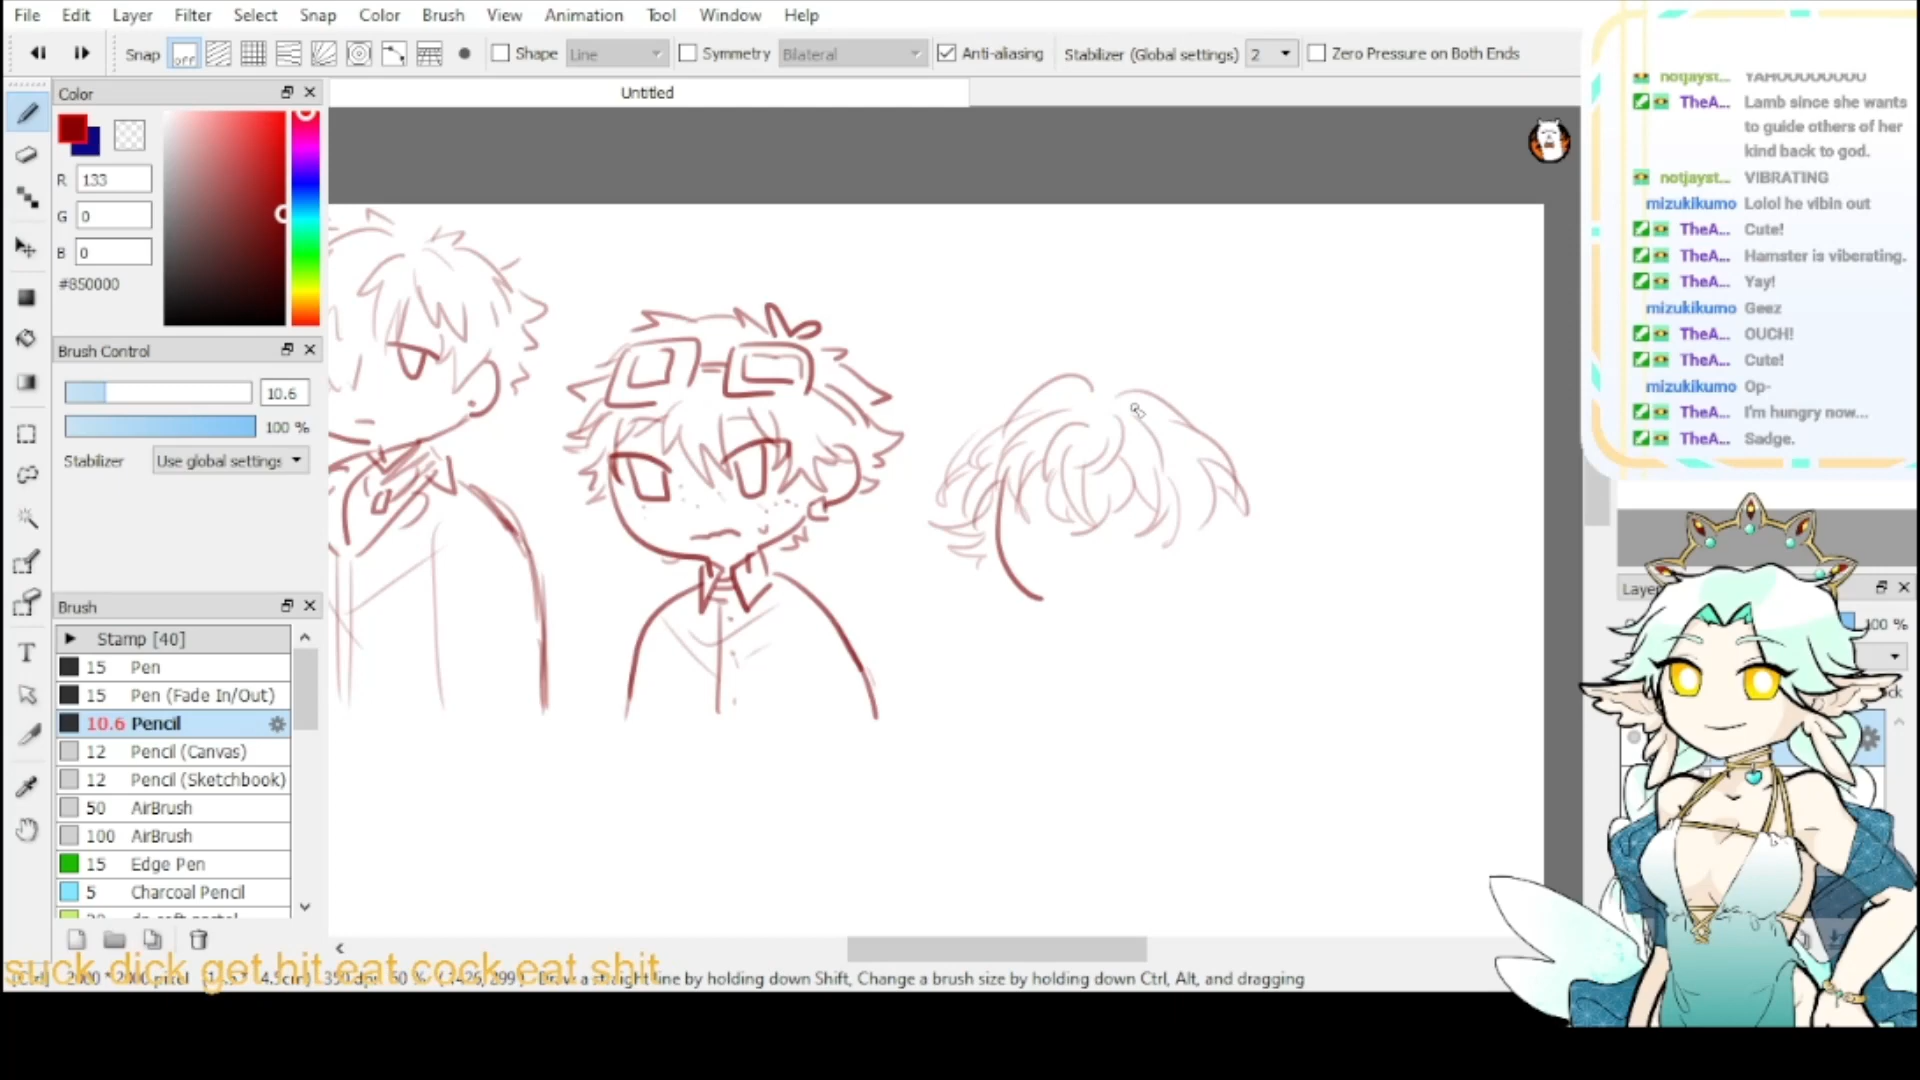 File Edit Layer Filter Select Snap Color Brush View Animation Tool Window Help
Snap off Shape Line Symmetry Bilateral Anti-aliasing Stabilizer (Global settings) 2 Zero Pressure on Both Ends
Color
Untitled
R 133
G 0
B 0
#850000
Brush Control
10.6
100 %
Stabilizer Use global settings
Brush
Stamp [40]
15 Pen
15 Pen (Fade In/Out)
10.6 Pencil
12 Pencil (Canvas)
12 Pencil (Sketchbook)
50 AirBrush
100 AirBrush
15 Edge Pen
5 Charcoal Pencil
suck dick get hit eat cock eat shit
line by holding down Shift, Change a brush size by holding down Ctrl, Alt, and dragging
notjayst... YAHOOOOOOOO
TheA... Lamb since she wants
to guide others of her
kind back to god.
notjayst... VIBRATING
mizukikumo Lolol he vibin out
TheA... Cute!
TheA... Hamster is viberating.
TheA... Yay!
mizukikumo Geez
TheA... OUCH!
TheA... Cute!
mizukikumo Op-
TheA... I'm hungry now...
TheA... Sadge.
Laye
100 %